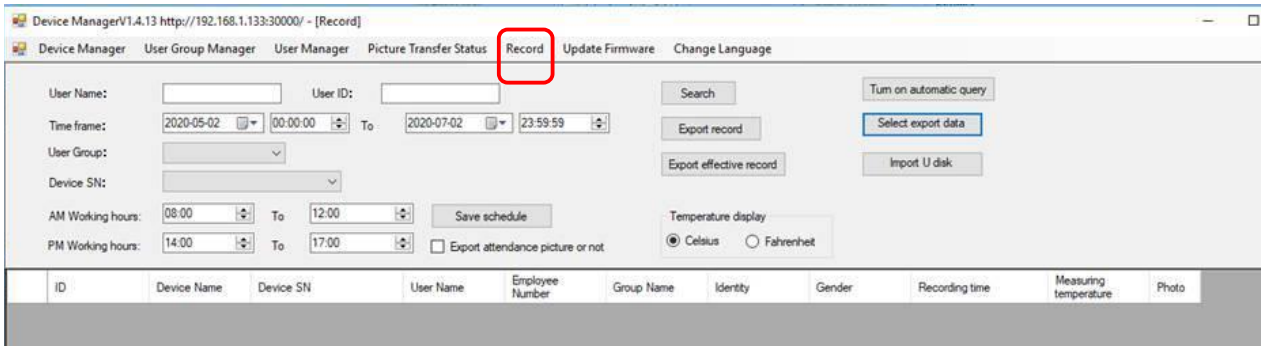 Device ManagerV1.4.13 http://192.168.1.133:30000/ - [Record]
Device Manager User Group Manager User Manager Picture Transfer Status Record Update Firmware Change Language
User Name: User ID: Search Turn on automatic query
Time frame: 2020-05-02 00:00:00 To 2020-07-02 23:59:59 Export record Select export data
User Group: Export effective record Import U disk
Device SN:
AM Working hours: 08:00 To 12:00 Save schedule Temperature display
PM Working hours: 14:00 To 17:00 Export attendance picture or not Celsius Fahrenheit
ID Device Name Device SN User Name Employee Number Group Name Identity Gender Recording time Measuring temperature Photo